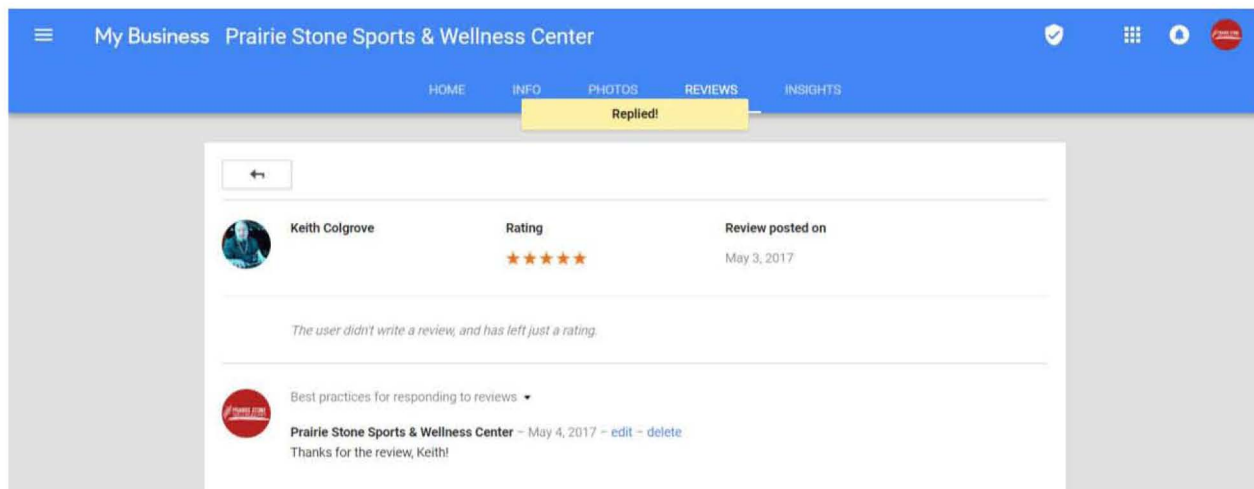 My Business Prairie Stone Sports & Wellness Center
HOME INFO PHOTOS REVIEWS INSIGHTS
Replied!
Keith Colgrove Rating Review posted on
May 3, 2017
The user didn't write a review, and has left just a rating.
Best practices for responding to reviews
Prairie Stone Sports & Wellness Center - May 4, 2017 - edit - delete
Thanks for the review, Keith!
PRAIRIE STONE